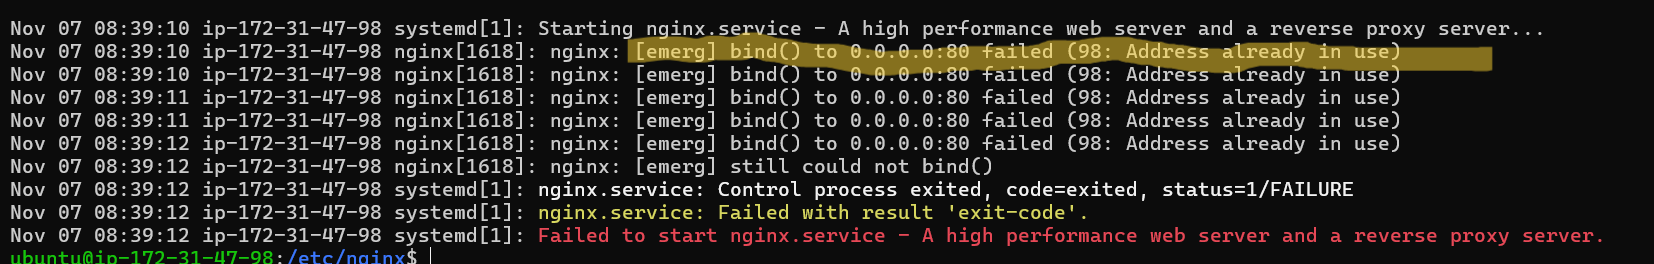 Nov 07 08:39:10 ip-172-31-47-98 systemd[1]: Starting nginx.service - A high performance web server and a reverse proxy server...
Nov 07 08:39:10 ip-172-31-47-98 nginx[1618]: nginx: [emerg] bind() to 0.0.0.0:80 failed (98: Address already in use)
Nov 07 08:39:10 ip-172-31-47-98 nginx[1618]: nginx: [emerg] bind() to 0.0.0.0:80 failed (98: Address already in use)
Nov 07 08:39:11 ip-172-31-47-98 nginx[1618]: nginx: [emerg] bind() to 0.0.0.0:80 failed (98: Address already in use)
Nov 07 08:39:11 ip-172-31-47-98 nginx[1618]: nginx: [emerg] bind() to 0.0.0.0:80 failed (98: Address already in use)
Nov 07 08:39:12 ip-172-31-47-98 nginx[1618]: nginx: [emerg] bind() to 0.0.0.0:80 failed (98: Address already in use)
Nov 07 08:39:12 ip-172-31-47-98 nginx[1618]: nginx: [emerg] still could not bind()
Nov 07 08:39:12 ip-172-31-47-98 systemd[1]: nginx.service: Control process exited, code=exited, status=1/FAILURE
Nov 07 08:39:12 ip-172-31-47-98 systemd[1]: nginx.service: Failed with result 'exit-code'.
Nov 07 08:39:12 ip-172-31-47-98 systemd[1]: Failed to start nginx.service - A high performance web server and a reverse proxy server.
ubuntu@ip-172-31-47-98:/etc/nginx$